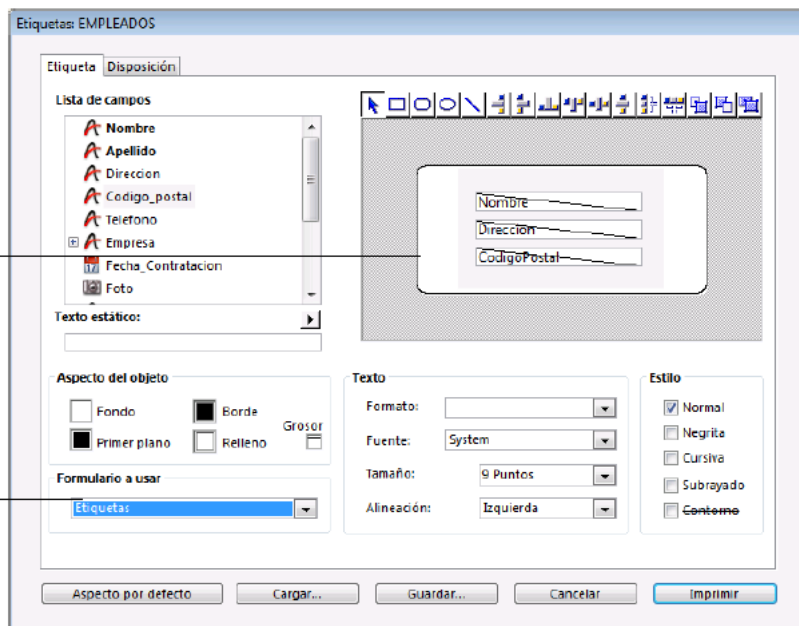 Etiquetas: EMPLEADOS
Etiqueta
Disposición
Lista de campos
Nombre
Apellido
Direccion
Codigo_postal
Telefono
Empresa
17 Fecha_Contratacion
Foto
Texto estático:
Nombre
Dirección
CodigoPostal
Aspecto del objeto
Fondo
Borde
Grosor
Primer plano
Relleno
Formulario a usar
Etiquetas
Texto
Formato:
Fuente: System
Tamaño: 9 Puntos
Alineación: Izquierda
Estilo
Normal
Negrita
Cursiva
Subrayado
Contorno
Aspecto por defecto
Cargar...
Guardar...
Cancelar
Imprimir